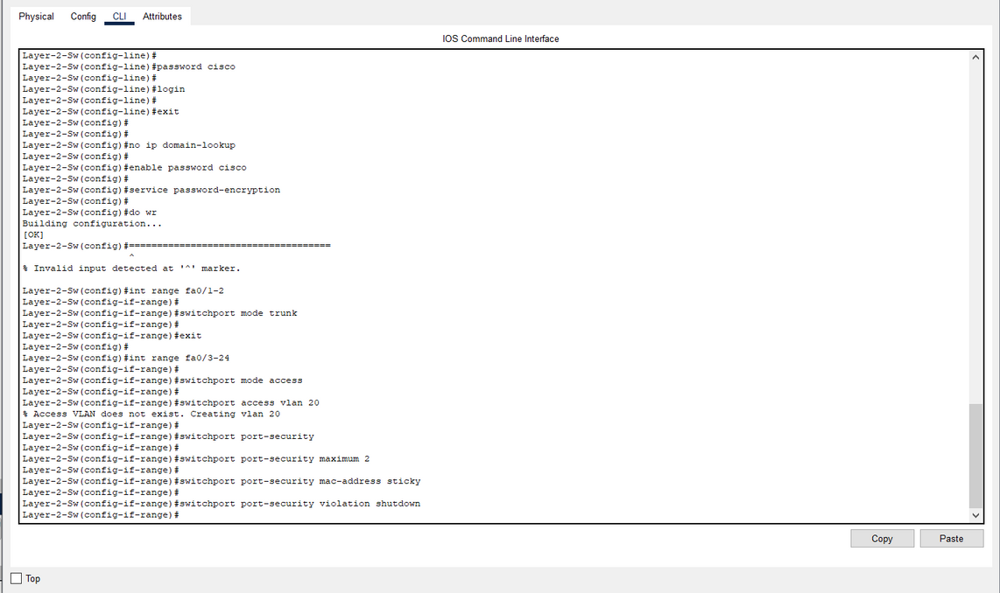 Physical Config CLI Attributes
IOS Command Line Interface
Layer-2-Sw(config-line)#
Layer-2-Sw(config-line)#password cisco
Layer-2-Sw(config-line)#
Layer-2-Sw(config-line)#login
Layer-2-Sw(config-line)#
Layer-2-Sw(config-line)#exit
Layer-2-Sw(config)#
Layer-2-Sw(config)#
Layer-2-Sw(config)#no ip domain-lookup
Layer-2-Sw(config)#
Layer-2-Sw(config)#enable password cisco
Layer-2-Sw(config)#
Layer-2-Sw(config)#service password-encryption
Layer-2-Sw(config)#
Layer-2-Sw(config)#do wr
Building configuration...
[OK]
Layer-2-Sw(config)#====================================
^
% Invalid input detected at '^' marker.
Layer-2-Sw(config)#int range fa0/1-2
Layer-2-Sw(config-if-range)#
Layer-2-Sw(config-if-range)#switchport mode trunk
Layer-2-Sw(config-if-range)#
Layer-2-Sw(config-if-range)#exit
Layer-2-Sw(config)#
Layer-2-Sw(config)#int range fa0/3-24
Layer-2-Sw(config-if-range)#
Layer-2-Sw(config-if-range)#switchport mode access
Layer-2-Sw(config-if-range)#
Layer-2-Sw(config-if-range)#switchport access vlan 20
% Access VLAN does not exist. Creating vlan 20
Layer-2-Sw(config-if-range)#
Layer-2-Sw(config-if-range)#switchport port-security
Layer-2-Sw(config-if-range)#
Layer-2-Sw(config-if-range)#switchport port-security maximum 2
Layer-2-Sw(config-if-range)#
Layer-2-Sw(config-if-range)#switchport port-security mac-address sticky
Layer-2-Sw(config-if-range)#
Layer-2-Sw(config-if-range)#switchport port-security violation shutdown
Layer-2-Sw(config-if-range)#
Copy Paste
Top